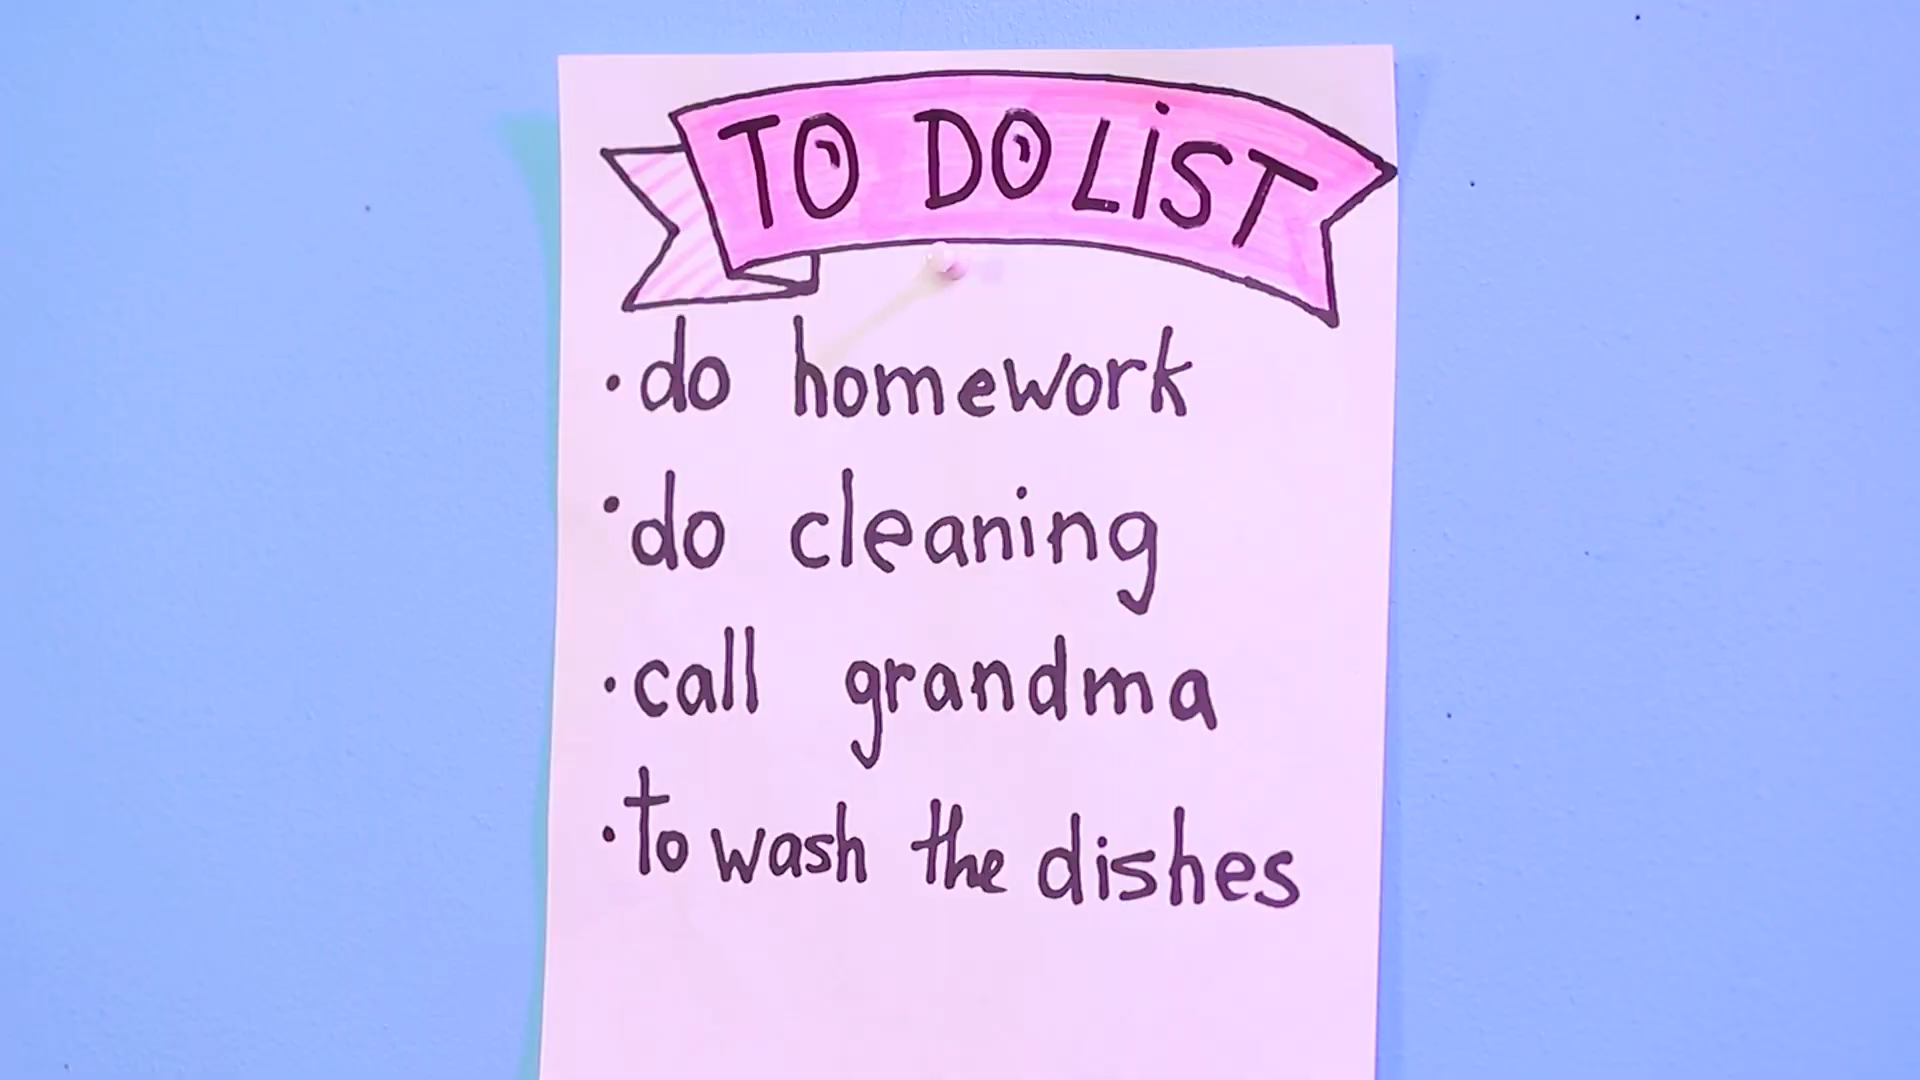 TO DO LiST
· do homework
· do cleaning
· call grandma
· to wash the dishes